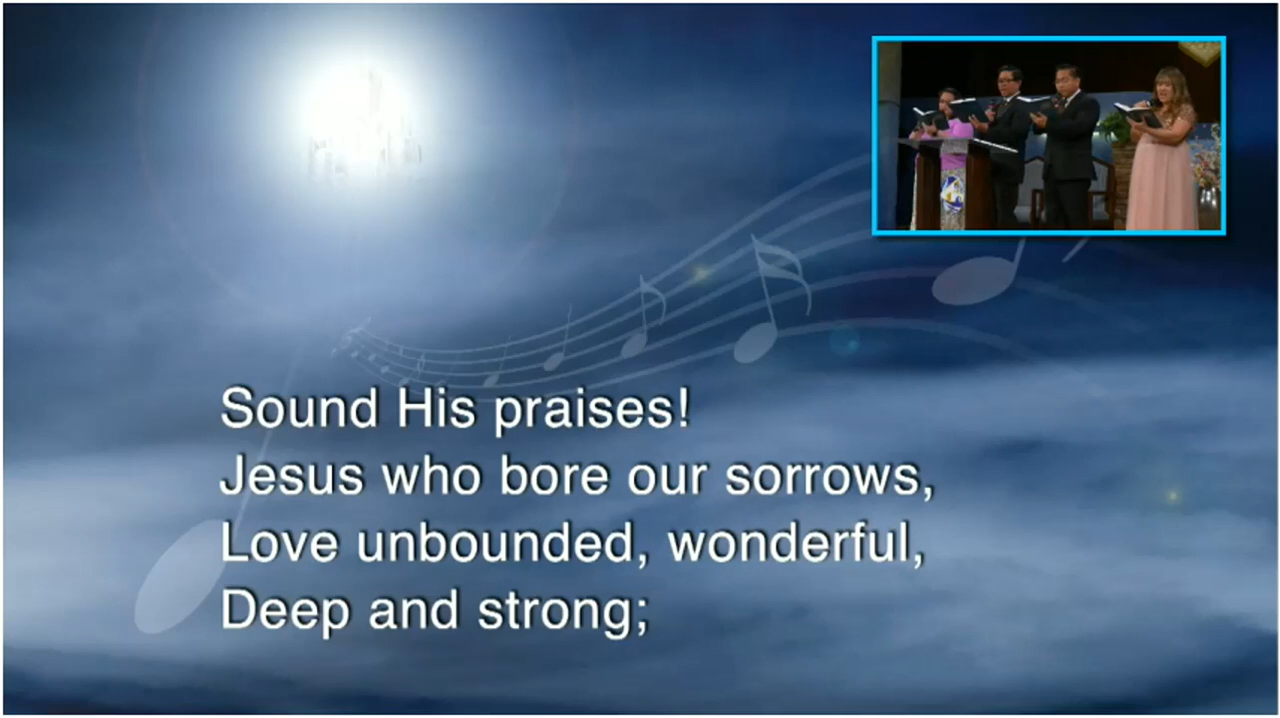 Sound His praises!
Jesus who bore our sorrows,
Love unbounded, wonderful,
Deep and strong;